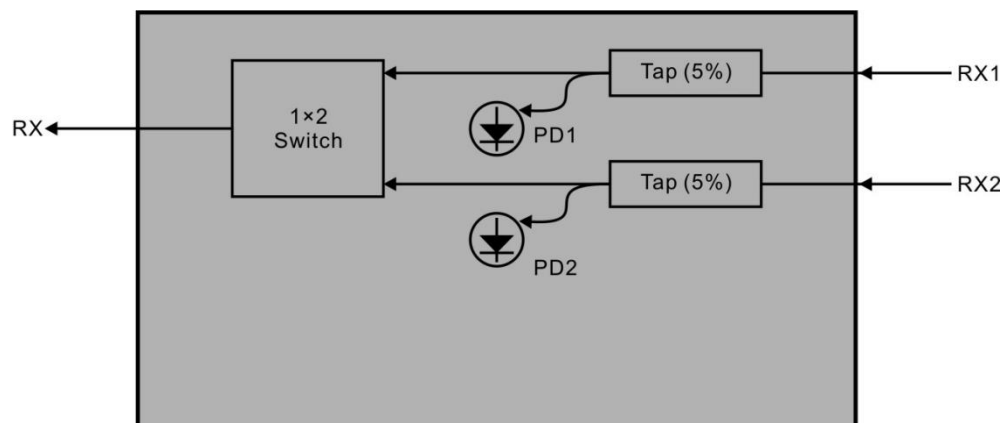 Tap (5%)
RX1
1×2
Switch
RX
PD1
Tap (5%)
RX2
PD2